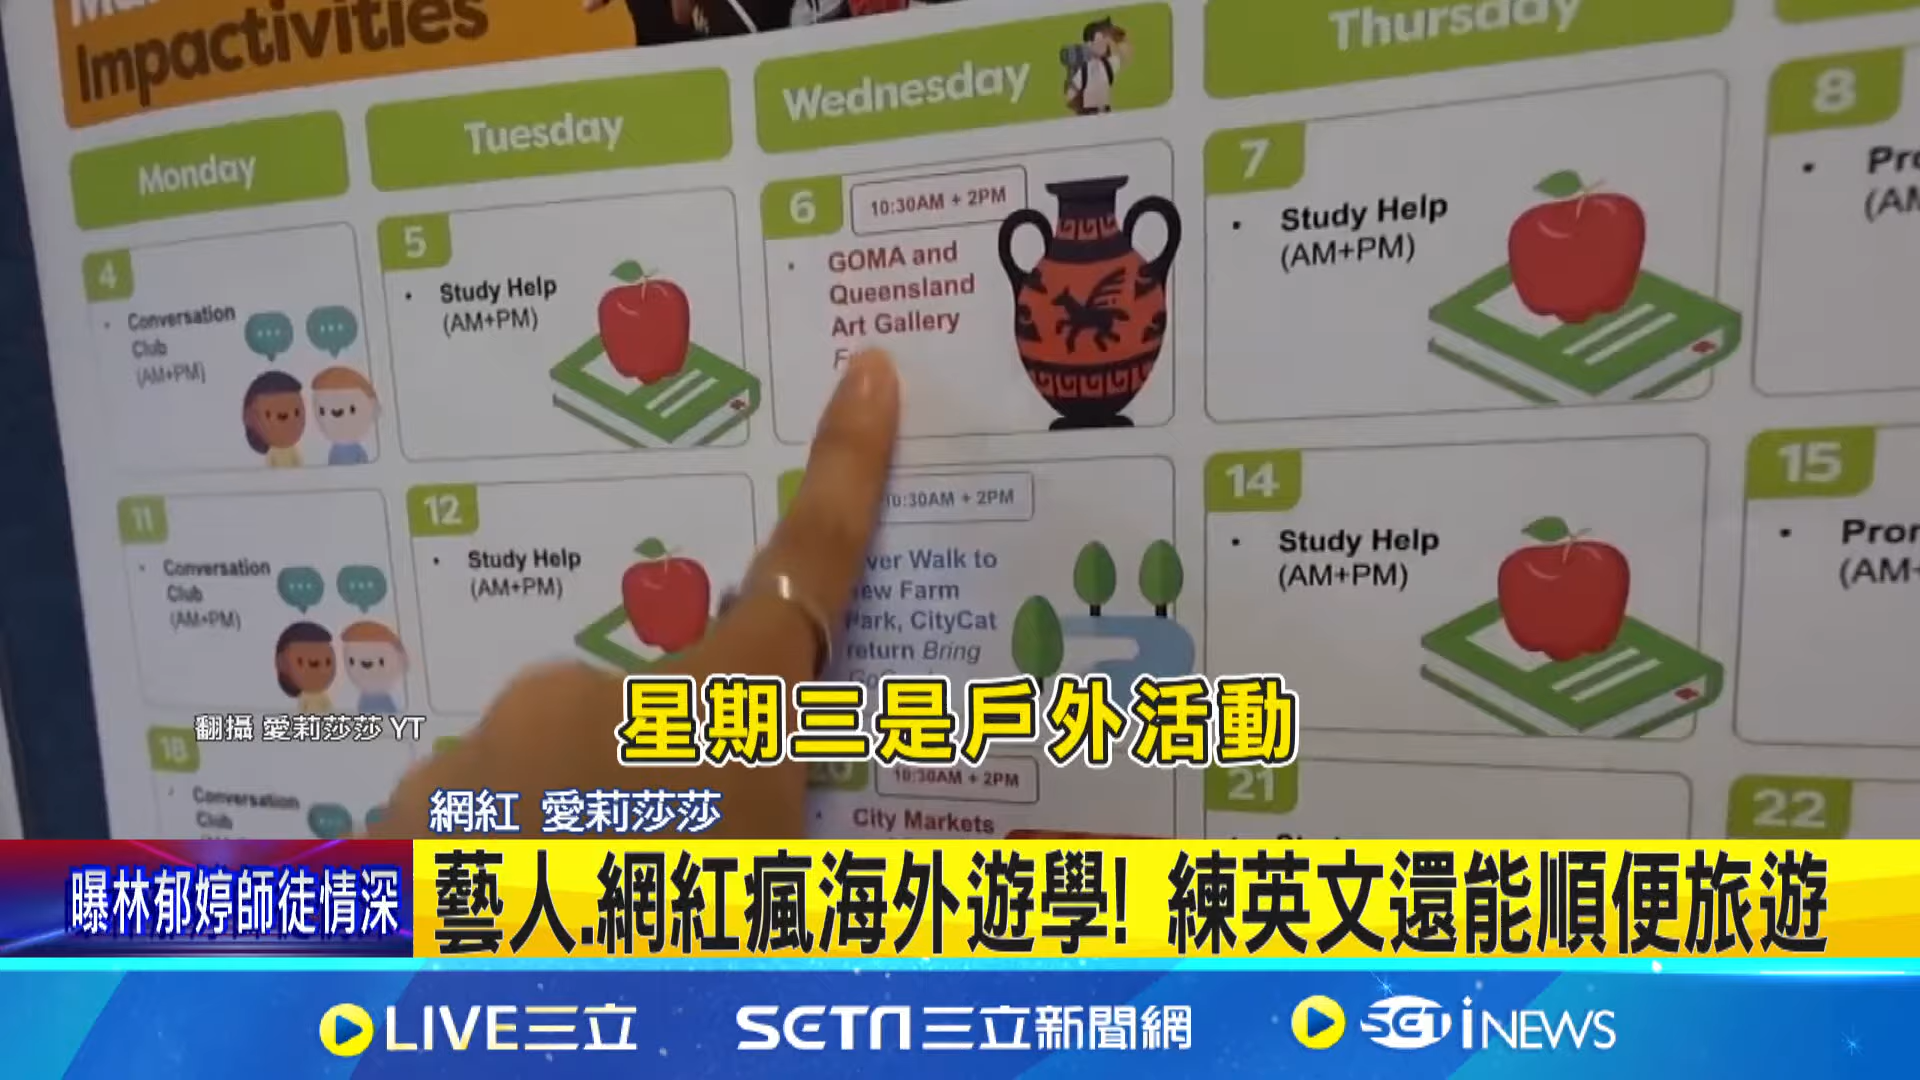 Impactivities
Monday
Tuesday
Wednesday
Thursday
4
Conversation
Club
(AM+PM)
5
Study Help
(AM+PM)
6
10:30AM + 2PM
GOMA and
Queensland
Art Gallery
7
Study Help
(AM+PM)
8
11
Conversation
Club
(AM+PM)
12
Study Help
(AM+PM)
10:30AM + 2PM
Walk to
Farm
Park, CityCat
return Bring
14
Study Help
(AM+PM)
15
(AM+
18
Conversation
Club
20
10:30AM + 2PM
City Markets
21
22
翻攝 愛莉莎莎 YT
星期三是戶外活動
網紅 愛莉莎莎
曝林郁婷師徒情深
藝人.網紅瘋海外遊學! 練英文還能順便旅遊
LIVE三立
SETN三立新聞網
SETiNEWS